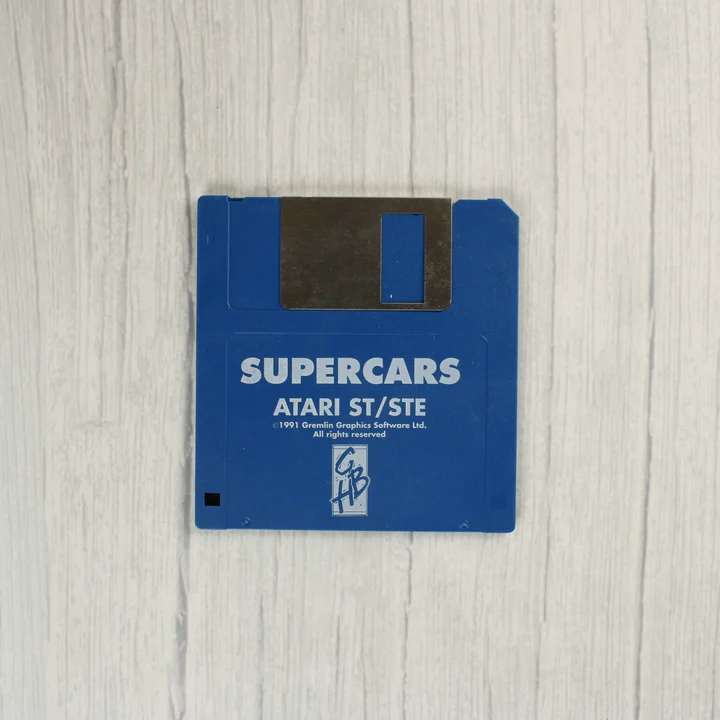 SUPERCARS
ATARI ST/STE
©1991 Gremlin Graphics Software Ltd.
All rights reserved
GHB